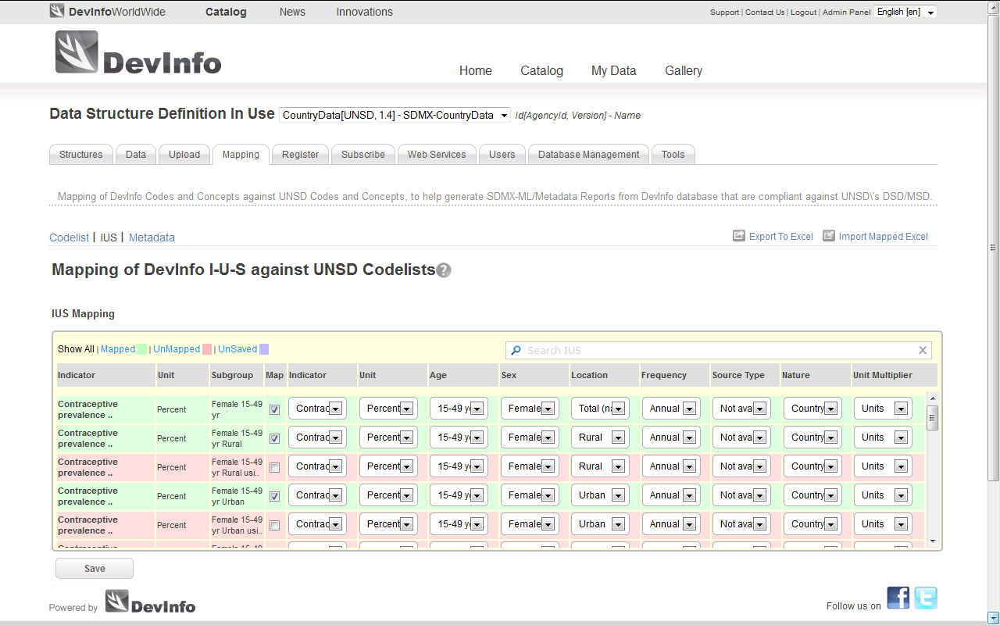 DevInfoWorldWide Catalog News Innovations Support | Contact Us | Logout | Admin Panel English [en]
DevInfo
Home Catalog My Data Gallery
Data Structure Definition In Use CountryData[UNSD, 1.4] - SDMX-CountryData Id[AgencyId, Version] - Name
Structures Data Upload Mapping Register Subscribe Web Services Users Database Management Tools
Mapping of DevInfo Codes and Concepts against UNSD Codes and Concepts, to help generate SDMX-ML/Metadata Reports from DevInfo database that are compliant against UNSD\'s DSD/MSD.
Codelist | IUS | Metadata Export To Excel Import Mapped Excel
Mapping of DevInfo I-U-S against UNSD Codelists ?
IUS Mapping
Show All | Mapped | UnMapped | UnSaved Search IUS X
Indicator Unit Subgroup Map Indicator Unit Age Sex Location Frequency Source Type Nature Unit Multiplier
Contraceptive prevalence .. Percent Female 15-49 yr Contrac Percent 15-49 y Female Total (na Annual Not ava Country Units
Contraceptive prevalence .. Percent Female 15-49 yr Rural Contrac Percent 15-49 y Female Rural Annual Not ava Country Units
Contraceptive prevalence .. Percent Female 15-49 yr Rural usi.. Contrac Percent 15-49 y Female Rural Annual Not ava Country Units
Contraceptive prevalence .. Percent Female 15-49 yr Urban Contrac Percent 15-49 y Female Urban Annual Not ava Country Units
Contraceptive prevalence .. Percent Female 15-49 yr Urban usi.. Contrac Percent 15-49 y Female Urban Annual Not ava Country Units
Save
Powered by DevInfo Follow us on f t